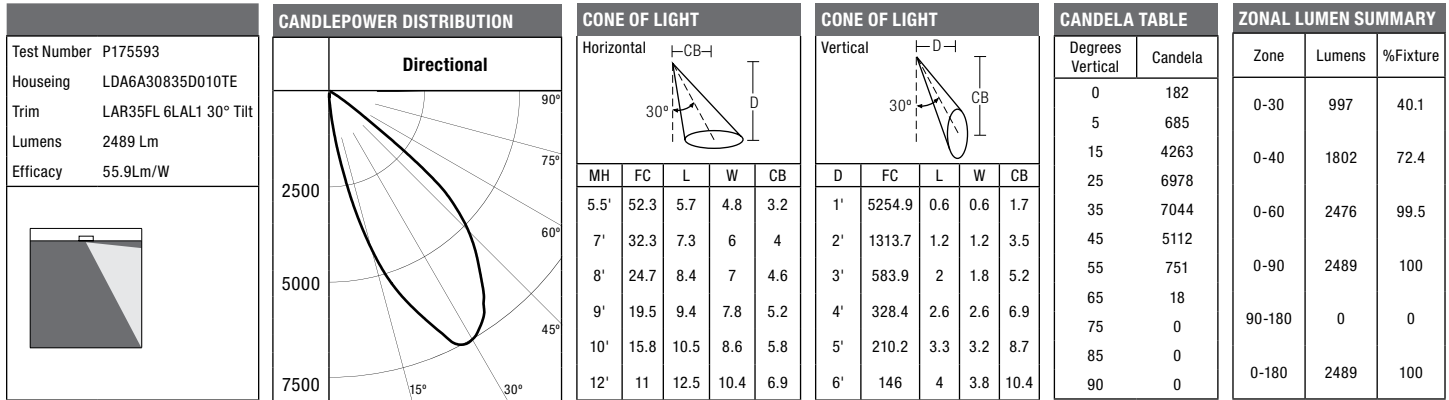 Test Number P175593
Houseing LDA6A30835D010TE
Trim LAR35FL 6LAL1 30° Tilt
Lumens 2489 Lm
Efficacy 55.9Lm/W
CANDLEPOWER DISTRIBUTION
Directional
90º
75º
2500
60º
5000
45º
7500
15º
30º
CONE OF LIGHT
Horizontal
CB
30º
D
MH FC L W CB
5.5' 52.3 5.7 4.8 3.2
7' 32.3 7.3 6 4
8' 24.7 8.4 7 4.6
9' 19.5 9.4 7.8 5.2
10' 15.8 10.5 8.6 5.8
12' 11 12.5 10.4 6.9
CONE OF LIGHT
Vertical
D
30º
CB
D FC L W CB
1' 5254.9 0.6 0.6 1.7
2' 1313.7 1.2 1.2 3.5
3' 583.9 2 1.8 5.2
4' 328.4 2.6 2.6 6.9
5' 210.2 3.3 3.2 8.7
6' 146 4 3.8 10.4
CANDELA TABLE
Degrees Candela
Vertical
0 182
5 685
15 4263
25 6978
35 7044
45 5112
55 751
65 18
75 0
85 0
90 0
ZONAL LUMEN SUMMARY
Zone Lumens %Fixture
0-30 997 40.1
0-40 1802 72.4
0-60 2476 99.5
0-90 2489 100
90-180 0 0
0-180 2489 100